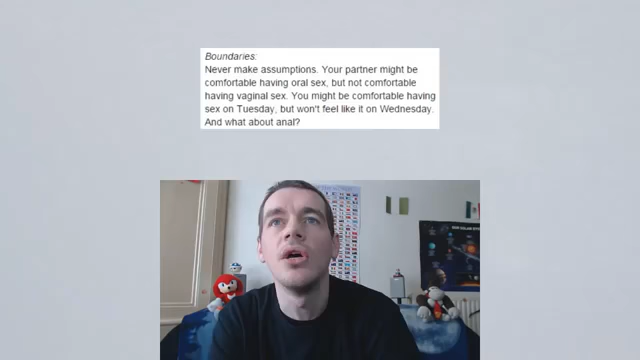 Boundaries:
Never make assumptions. Your partner might be
comfortable having oral sex, but not comfortable
having vaginal sex. You might be comfortable having
sex on Tuesday, but won't feel like it on Wednesday.
And what about anal?